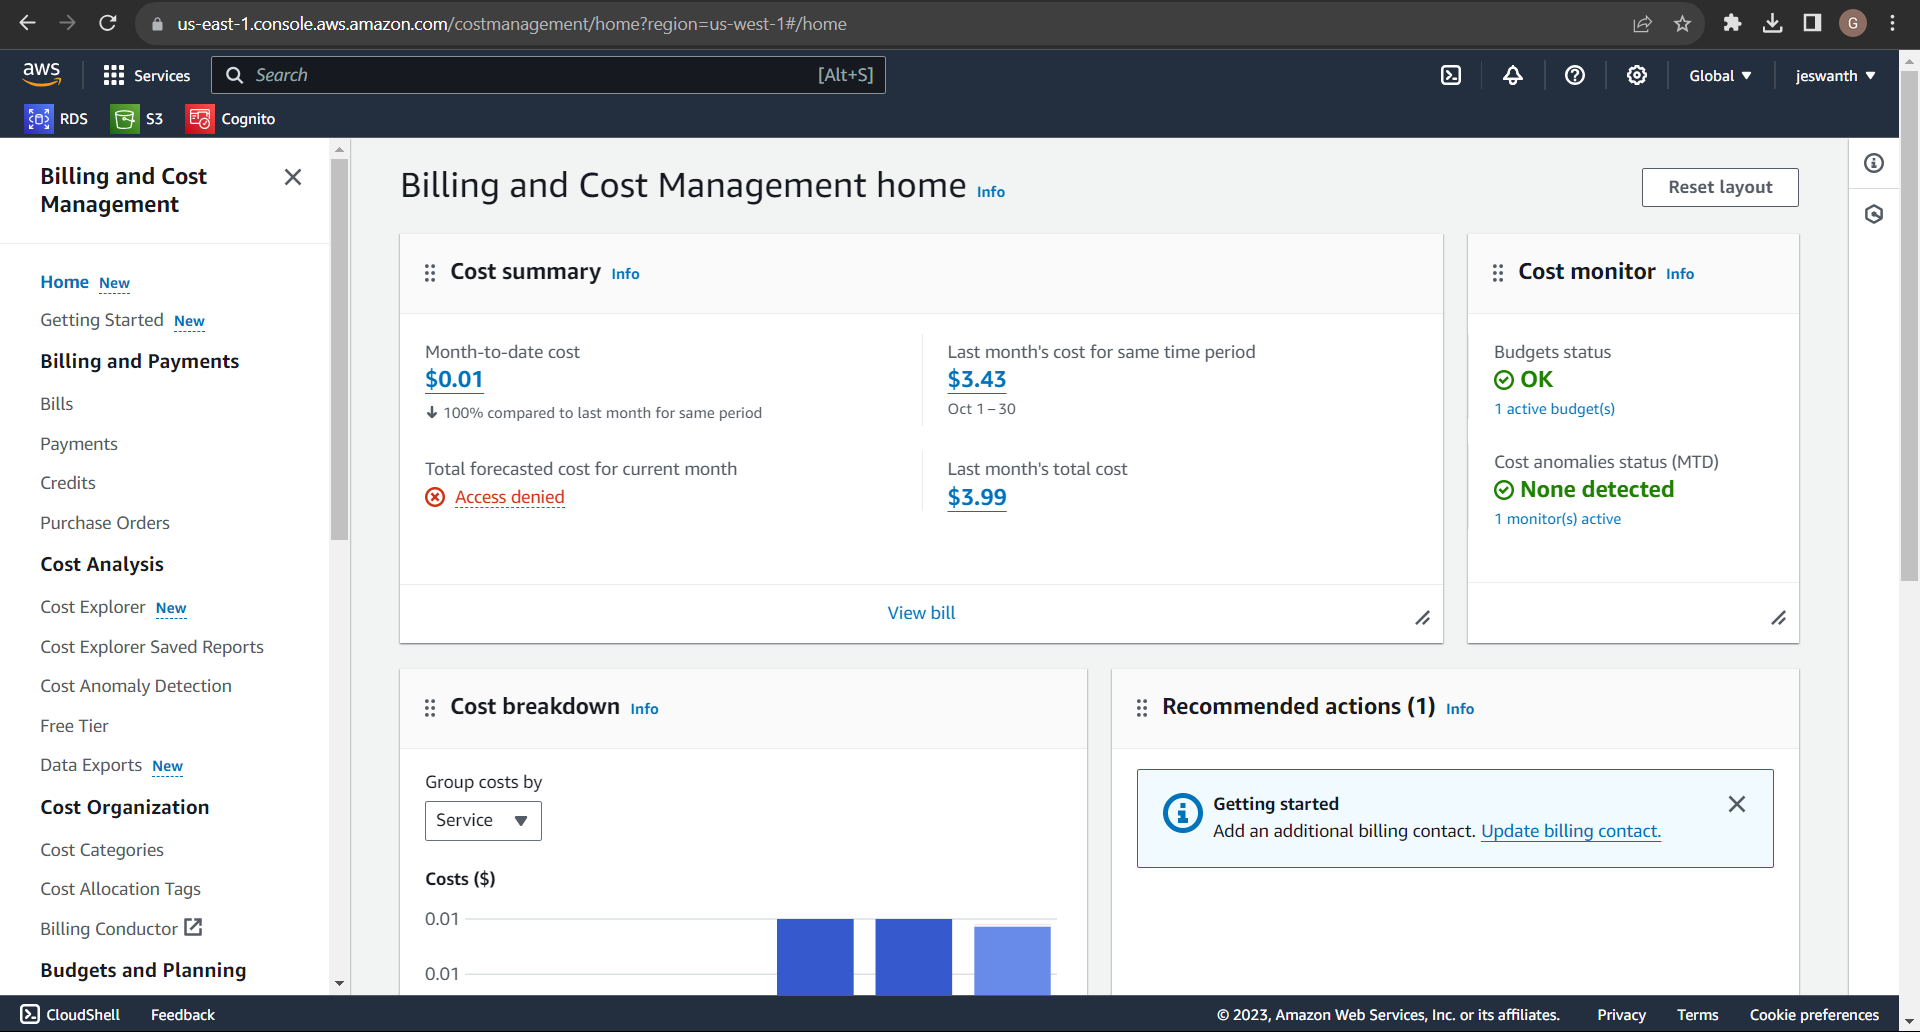 us-east-1.console.aws.amazon.com/costmanagement/home?region=us-west-1#/home
G
aws
Services
Search
[Alt+S]
Global
jeswanth
RDS
S3
Cognito
Billing and Cost
Management
Home New
Getting Started New
Billing and Payments
Bills
Payments
Credits
Purchase Orders
Cost Analysis
Cost Explorer New
Cost Explorer Saved Reports
Cost Anomaly Detection
Free Tier
Data Exports New
Cost Organization
Cost Categories
Cost Allocation Tags
Billing Conductor
Budgets and Planning
Billing and Cost Management home Info
Reset layout
Cost summary Info
Month-to-date cost
$0.01
100% compared to last month for same period
Last month's cost for same time period
$3.43
Oct 1 – 30
Total forecasted cost for current month
Access denied
Last month's total cost
$3.99
View bill
Cost monitor Info
Budgets status
OK
1 active budget(s)
Cost anomalies status (MTD)
None detected
1 monitor(s) active
Cost breakdown Info
Group costs by
Service
Costs ($)
0.01
0.01
Recommended actions (1) Info
Getting started
Add an additional billing contact. Update billing contact.
CloudShell
Feedback
© 2023, Amazon Web Services, Inc. or its affiliates.
Privacy
Terms
Cookie preferences